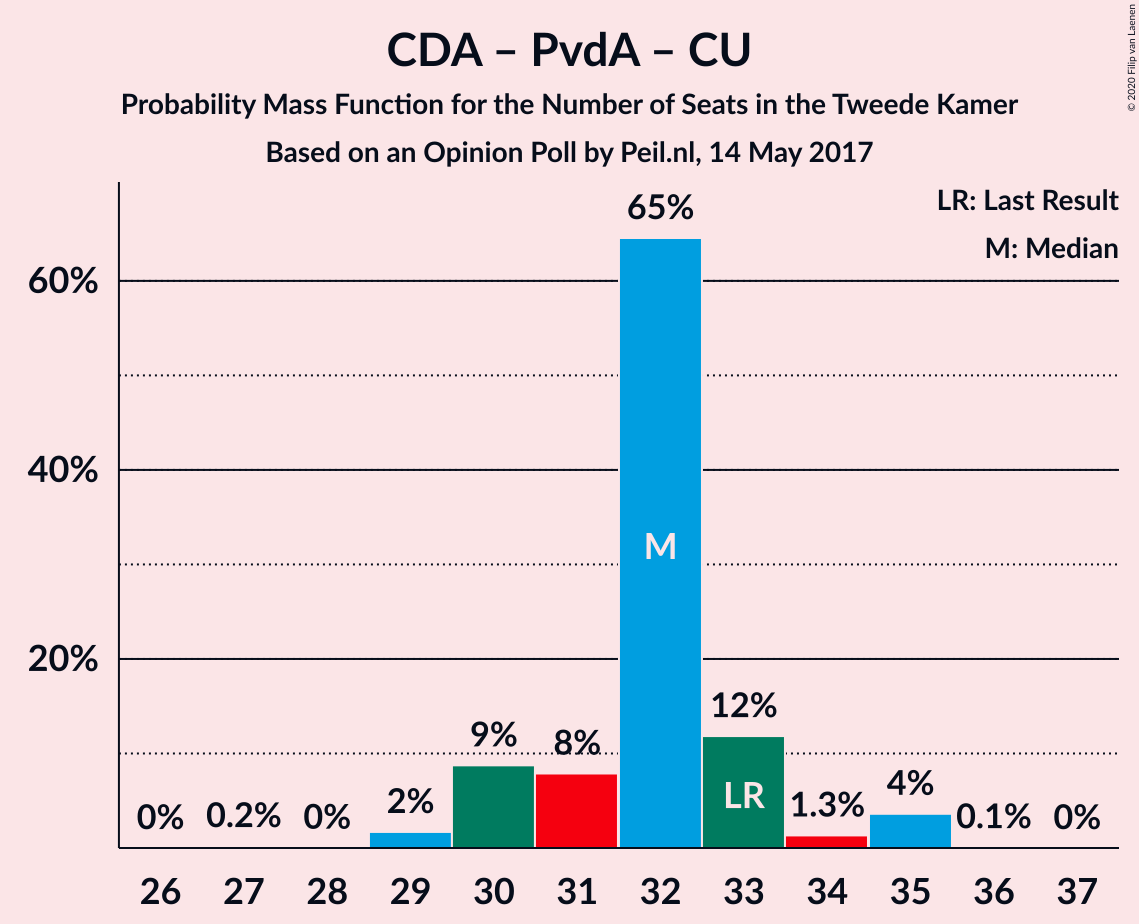 CDA – PvdA – CU
Probability Mass Function for the Number of Seats in the Tweede Kamer
Based on an Opinion Poll by Peil.nl, 14 May 2017
© 2020 Filip van Laenen
LR: Last Result
M: Median
60%
40%
20%
0%
0.2%
0%
2%
9%
8%
65%
M
12%
LR
1.3%
4%
0.1%
0%
26 27 28 29 30 31 32 33 34 35 36 37